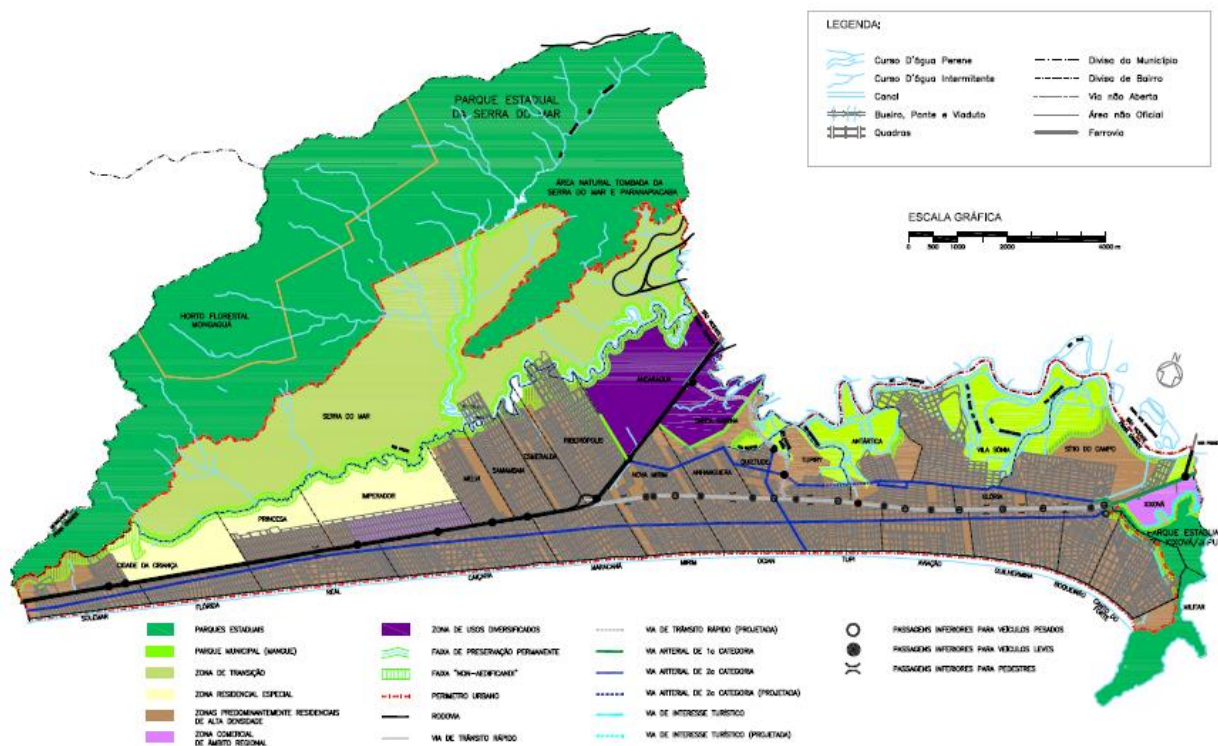 LEGENDA:
Curso D'água Perene
Curso D'água Intermitente
Canal
Bueiro, Ponte e Viaduto
Quadras
Divisa do Município
Divisa de Bairro
Via não Aberta
Área não Oficial
Ferrovia
PARQUE ESTADUAL
DA SERRA DO MAR
ÁREA NATURAL TOMBADA DA
SERRA DO MAR E PARANAPIACABA
ESCALA GRÁFICA
0 500 1000 2000 4000 m
N
HORTO FLORESTAL
MONGAGUÁ
SERRA DO MAR
ANDARAGUÁ
RIBEIRÓPOLIS
ESMERALDA
SAMAMBAIA
MELVI
IMPERADOR
PRINCESA
CIDADE DA CRIANÇA
NOVA MIRIM
ANHANGUERA
QUIETUDE
TUPIRY
ANTÁRTICA
VILA SÔNIA
SÍTIO DO CAMPO
GLÓRIA
XIXOVÁ
PARQUE ESTADUA
MILITAR
SOLEMAR
FLÓRIDA
REAL
CAIÇARA
MARACANÃ
MIRIM
OCIAN
TUPI
AVIAÇÃO
GUILHERMINA
BOQUEIRÃO
CANTO DO
FORTE
PARQUES ESTADUAIS
PARQUE MUNICIPAL (MANGUE)
ZONA DE TRANSIÇÃO
ZONA RESIDENCIAL ESPECIAL
ZONAS PREDOMINANTEMENTE RESIDENCIAIS
DE ALTA DENSIDADE
ZONA COMERCIAL
DE ÂMBITO REGIONAL
ZONA DE USOS DIVERSIFICADOS
FAIXA DE PRESERVAÇÃO PERMANENTE
FAIXA "NON-AEDIFICANDI"
PERÍMETRO URBANO
RODOVIA
VIA DE TRÂNSITO RÁPIDO
VIA DE TRÂNSITO RÁPIDO (PROJETADA)
VIA ARTERIAL DE 1a CATEGORIA
VIA ARTERIAL DE 2a CATEGORIA
VIA ARTERIAL DE 2a CATEGORIA (PROJETADA)
VIA DE INTERESSE TURÍSTICO
VIA DE INTERESSE TURÍSTICO (PROJETADA)
PASSAGENS INFERIORES PARA VEÍCULOS PESADOS
PASSAGENS INFERIORES PARA VEÍCULOS LEVES
PASSAGENS INFERIORES PARA PEDESTRES